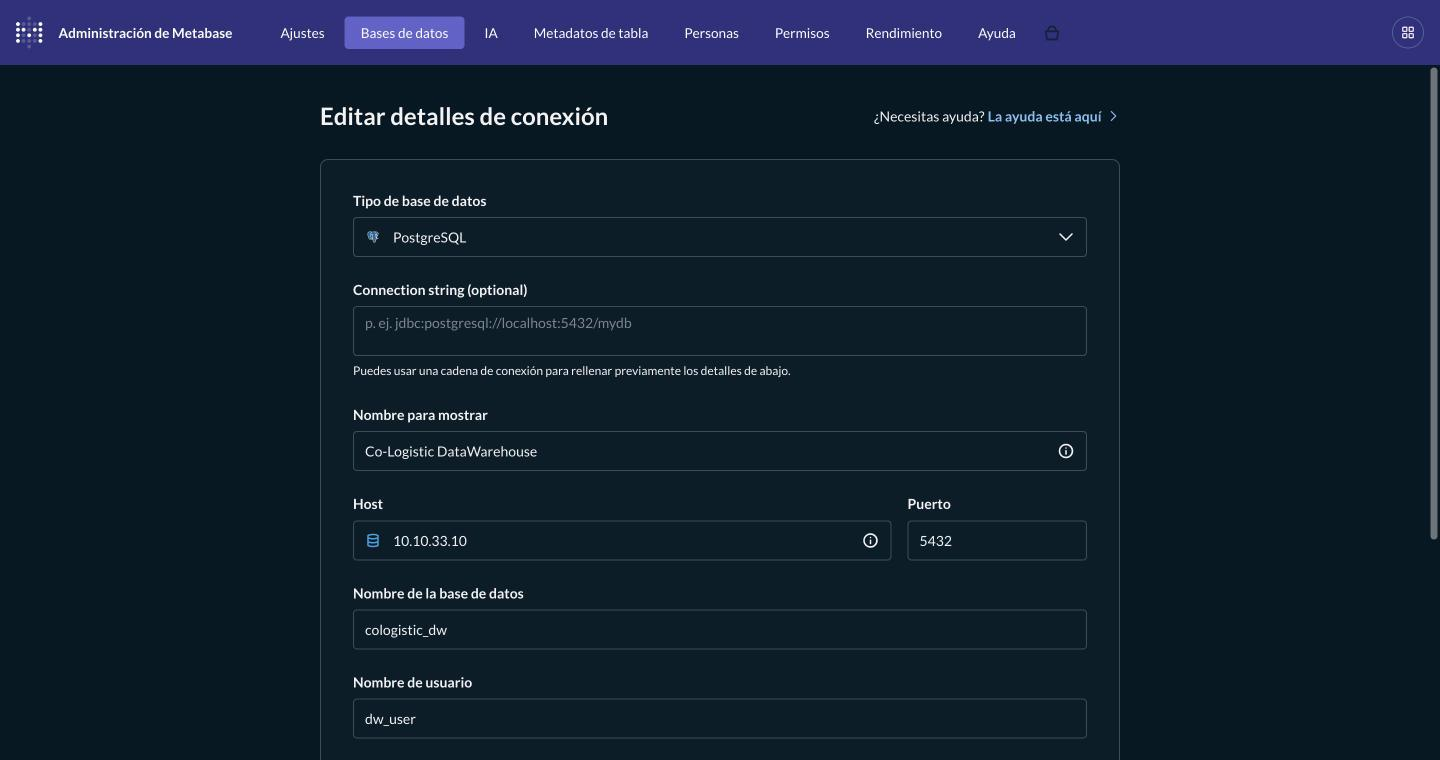 Administración de Metabase Ajustes Bases de datos IA Metadatos de tabla Personas Permisos Rendimiento Ayuda
Editar detalles de conexión ¿Necesitas ayuda? La ayuda está aquí
Tipo de base de datos
PostgreSQL
Connection string (optional)
p. ej. jdbc:postgresql://localhost:5432/mydb
Puedes usar una cadena de conexión para rellenar previamente los detalles de abajo.
Nombre para mostrar
Co-Logistic DataWarehouse
Host Puerto
10.10.33.10 5432
Nombre de la base de datos
cologistic_dw
Nombre de usuario
dw_user